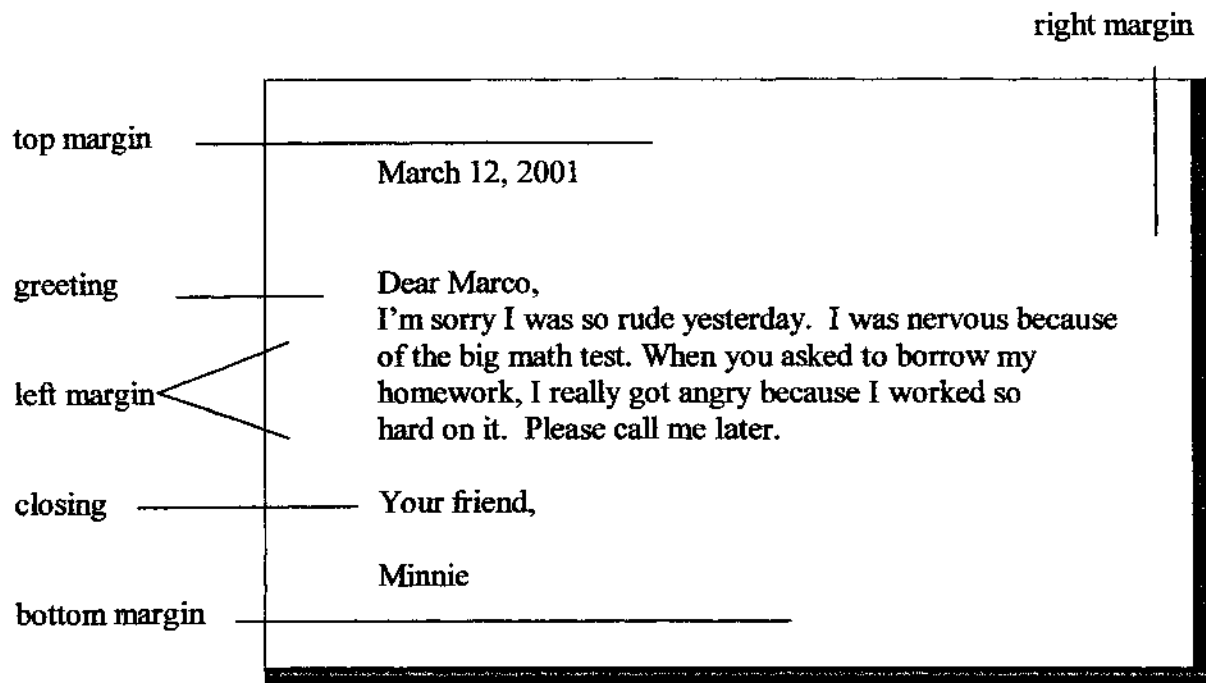 right margin
top margin
March 12, 2001
greeting
Dear Marco,
I'm sorry I was so rude yesterday.  I was nervous because
of the big math test. When you asked to borrow my
left margin
homework, I really got angry because I worked so
hard on it.  Please call me later.
closing
Your friend,
Minnie
bottom margin